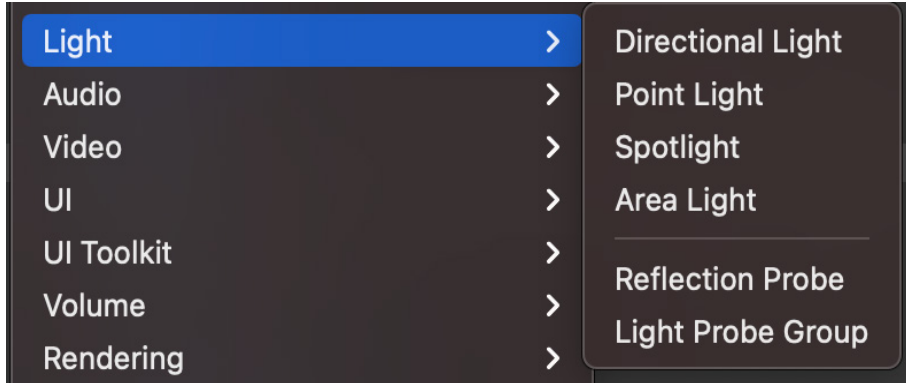 Light
Audio
Video
UI
UI Toolkit
Volume
Rendering
Directional Light
Point Light
Spotlight
Area Light
Reflection Probe
Light Probe Group